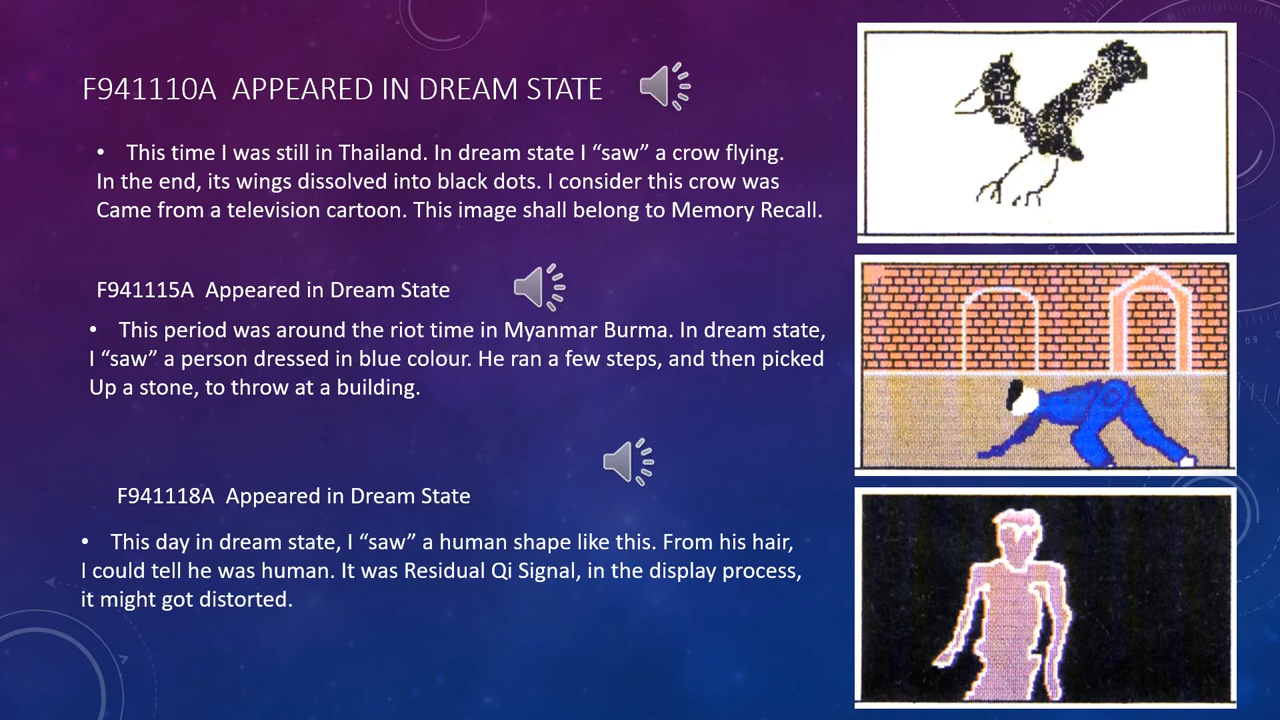 F941110A  APPEARED IN DREAM STATE
• This time I was still in Thailand. In dream state I “saw” a crow flying.
In the end, its wings dissolved into black dots. I consider this crow was
Came from a television cartoon. This image shall belong to Memory Recall.
F941115A  Appeared in Dream State
• This period was around the riot time in Myanmar Burma. In dream state,
I “saw” a person dressed in blue colour. He ran a few steps, and then picked
Up a stone, to throw at a building.
F941118A  Appeared in Dream State
• This day in dream state, I “saw” a human shape like this. From his hair,
I could tell he was human. It was Residual Qi Signal, in the display process,
it might got distorted.